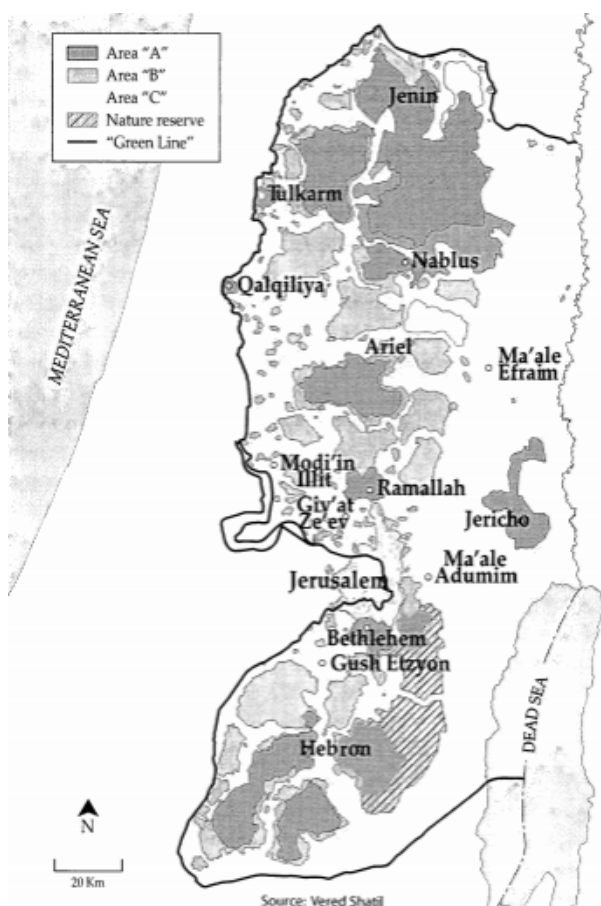 Area "A"
Area "B"
Area "C"
Nature reserve
"Green Line"
Jenin
Tulkarm
MEDITERRANEAN SEA
Nablus
Qalqiliya
Ariel
Ma'ale
Efraim
Modi'in
Illit
Ramallah
Giv'at
Ze'ev
Jericho
Ma'ale
Adumim
Jerusalem
Bethlehem
Gush Etzyon
DEAD SEA
Hebron
N
20 Km
Source: Vered Shatil